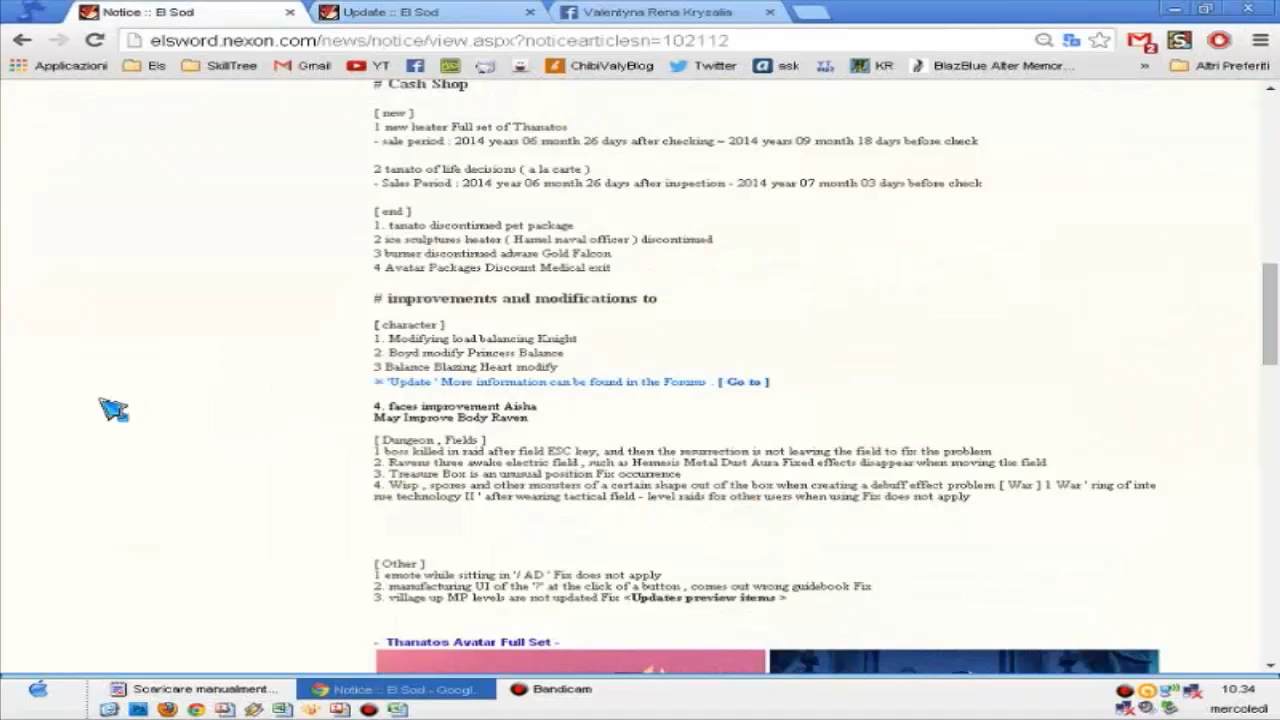 Notice :: El Sod
Update :: El Sod
Valentyna Rena Krysalia
elsword.nexon.com/news/notice/view.aspx?noticearticlesn=102112
2
Applicazioni
Els
SkillTree
Gmail
YT
ChibiValyBlog
Twitter
ask
KR
BlazBlue Alter Memor...
»
Altri Preferiti
# Cash Shop
[ new ]
1 new heater Full set of Thanatos
- sale period : 2014 years 06 month 26 days after checking ~ 2014 years 09 month 18 days before check
2 tanato of life decisions ( a la carte )
- Sales Period : 2014 year 06 month 26 days after inspection - 2014 year 07 month 03 days before check
[ end ]
1. tanato discontinued pet package
2 ice sculptures heater ( Hamel naval officer ) discontinued
3 burner discontinued adware Gold Falcon
4 Avatar Packages Discount Medical exit
# improvements and modifications to
[ character ]
1. Modifying load balancing Knight
2. Boyd modify Princess Balance
3 Balance Blazing Heart modify
※ 'Update ' More information can be found in the Forums . [ Go to ]
4. faces improvement Aisha
May Improve Body Raven
[ Dungeon , Fields ]
1 boss killed in raid after field ESC key, and then the resurrection is not leaving the field to fix the problem
2. Ravens three awake electric field , such as Nemesis Metal Dust Aura Fixed effects disappear when moving the field
3. Treasure Box is an unusual position Fix occurrence
4. Wisp , spores and other monsters of a certain shape out of the box when creating a debuff effect problem [ War ] 1 War ' ring of inte
nse technology II ' after wearing tactical field - level raids for other users when using Fix does not apply
[ Other ]
1 emote while sitting in '/ AD ' Fix does not apply
2. manufacturing UI of the '?' at the click of a button , comes out wrong guidebook Fix
3. village up MP levels are not updated Fix <Updates preview items >
- Thanatos Avatar Full Set -
Scaricare manualment...
Notice :: El Sod - Googl...
Bandicam
10.34
mercoledì